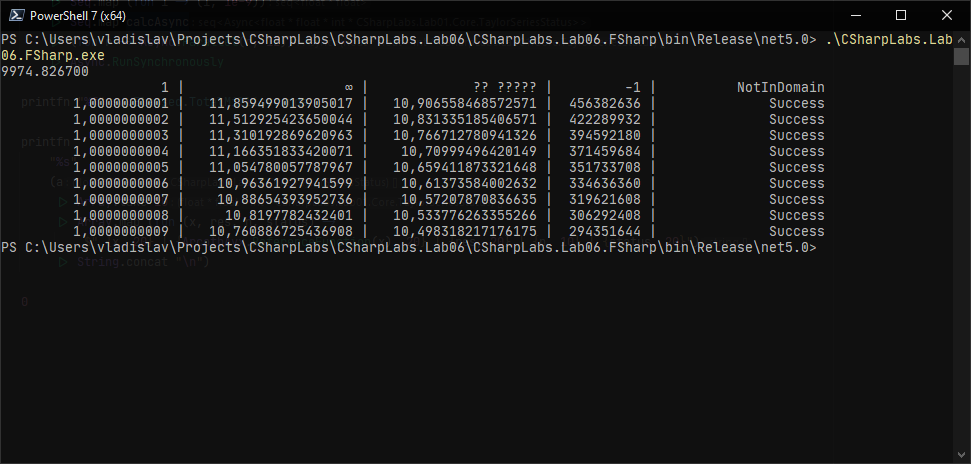 PowerShell 7 (x64)
PS C:\Users\vladislav\Projects\CSharpLabs.Lab06\CSharpLabs.Lab06.FSharp\bin\Release\net5.0> .\CSharpLabs.Lab
06.FSharp.exe
9974.826700
1 | ∞ | ?? ????? | -1 | NotInDomain
1,0000000001 | 11,859499013905017 | 10,906558468572571 | 456382636 | Success
1,0000000002 | 11,512925423650044 | 10,831335185406571 | 422289932 | Success
1,0000000003 | 11,310192869620963 | 10,766712780941326 | 394592180 | Success
1,0000000004 | 11,166351833420071 | 10,70999496420149 | 371459684 | Success
1,0000000005 | 11,054780057787967 | 10,659411873321648 | 351733708 | Success
1,0000000006 | 10,96361927941599 | 10,61373584002632 | 334636360 | Success
1,0000000007 | 10,88654393952736 | 10,57207870836635 | 319621608 | Success
1,0000000008 | 10,8197782432401 | 10,533776263355266 | 306292408 | Success
1,0000000009 | 10,760886725436908 | 10,498318217176175 | 294351644 | Success
PS C:\Users\vladislav\Projects\CSharpLabs.Lab06\CSharpLabs.Lab06.FSharp\bin\Release\net5.0>
String.concat "\n")